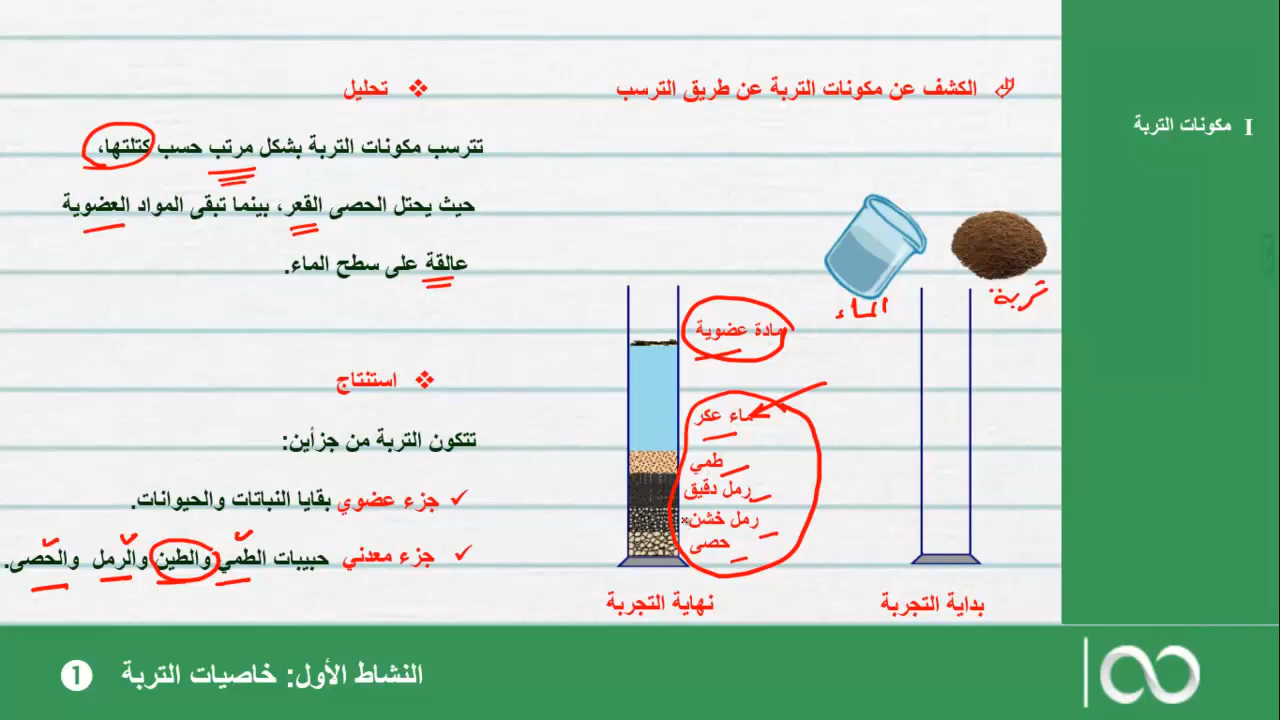 I مكونات التربة
الكشف عن مكونات التربة عن طريق الترسب
تربة
الماء
مادة عضوية
ماء عكر
طمي
رمل دقيق
رمل خشن
حصى
بداية التجربة
نهاية التجربة
❖ تحليل
تترسب مكونات التربة بشكل مرتب حسب كتلتها،
حيث يحتل الحصى القعر، بينما تبقى المواد العضوية
عالقة على سطح الماء.
❖ استنتاج
تتكون التربة من جزأين:
✓ جزء عضوي بقايا النباتات والحيوانات.
✓ جزء معدني حبيبات الطمي والطين والرمل والحصى.
النشاط الأول: خاصيات التربة 1